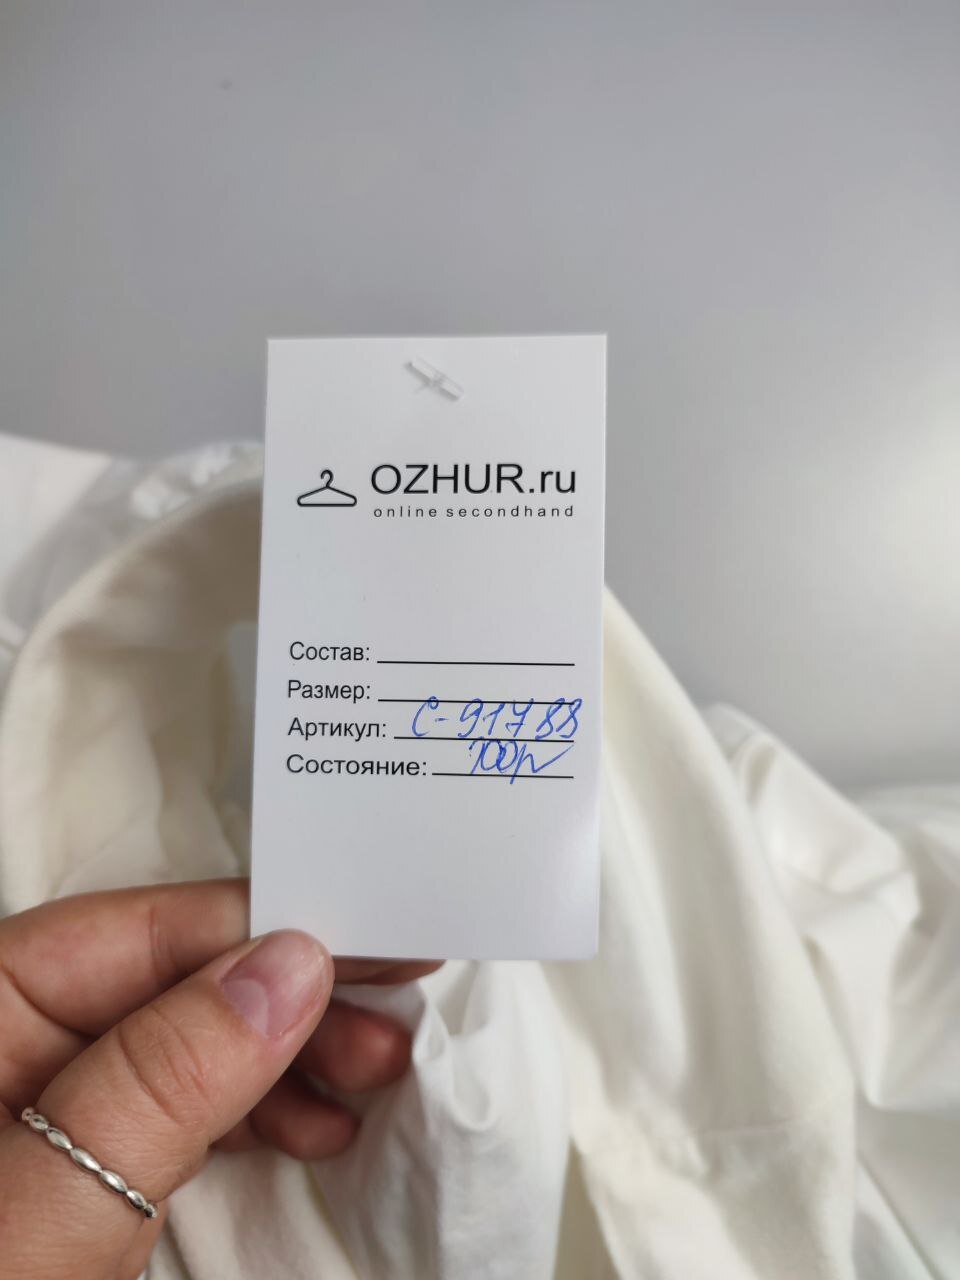 OZHUR.ru
online secondhand
Состав:
Размер:
Артикул: С-91788
Состояние: 700р